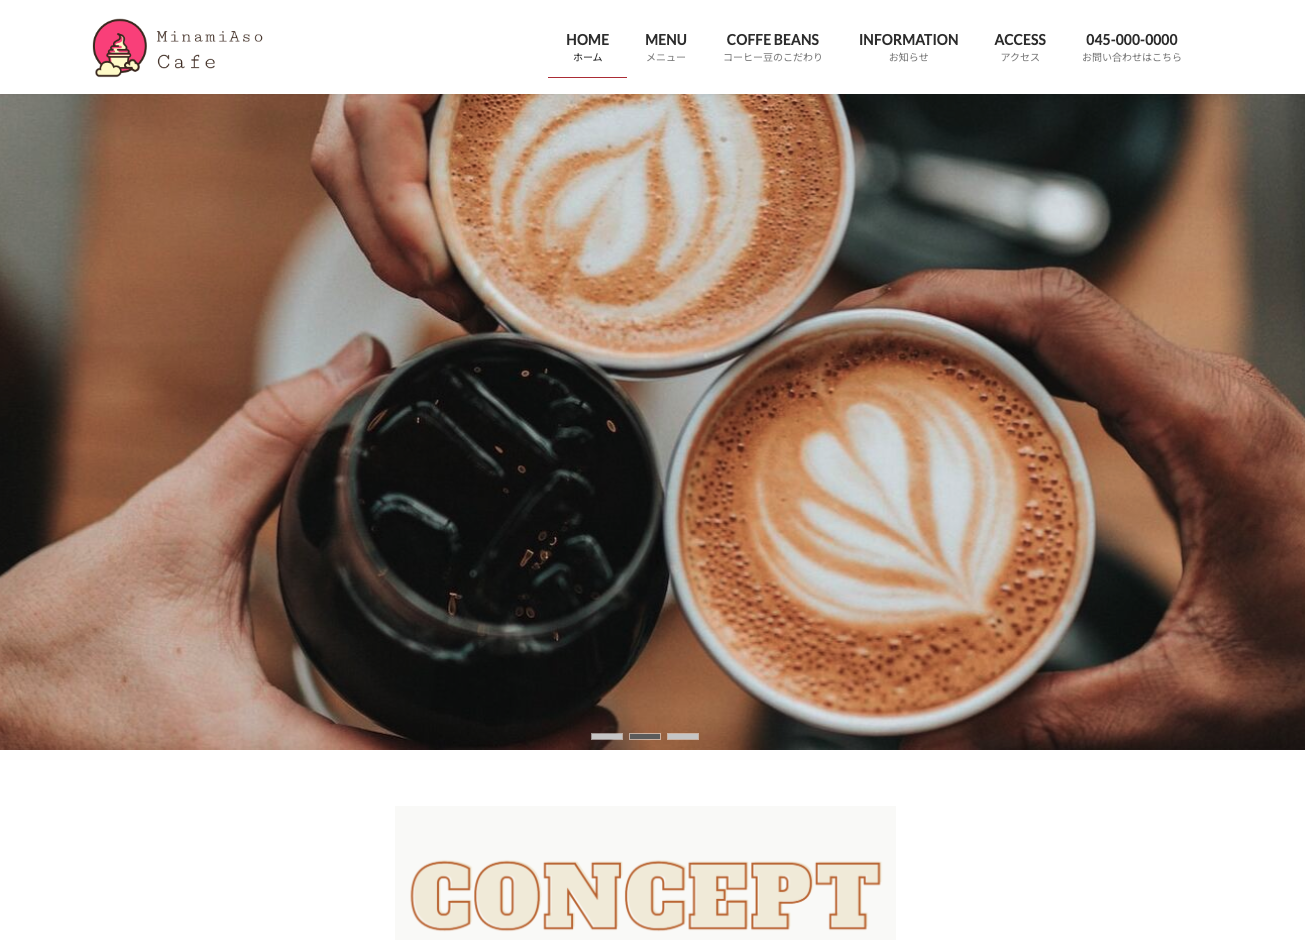 MinamiAso
Cafe
HOME
ホーム
MENU
メニュー
COFFE BEANS
コーヒー豆のこだわり
INFORMATION
お知らせ
ACCESS
アクセス
045-000-0000
お問い合わせはこちら
CONCEPT